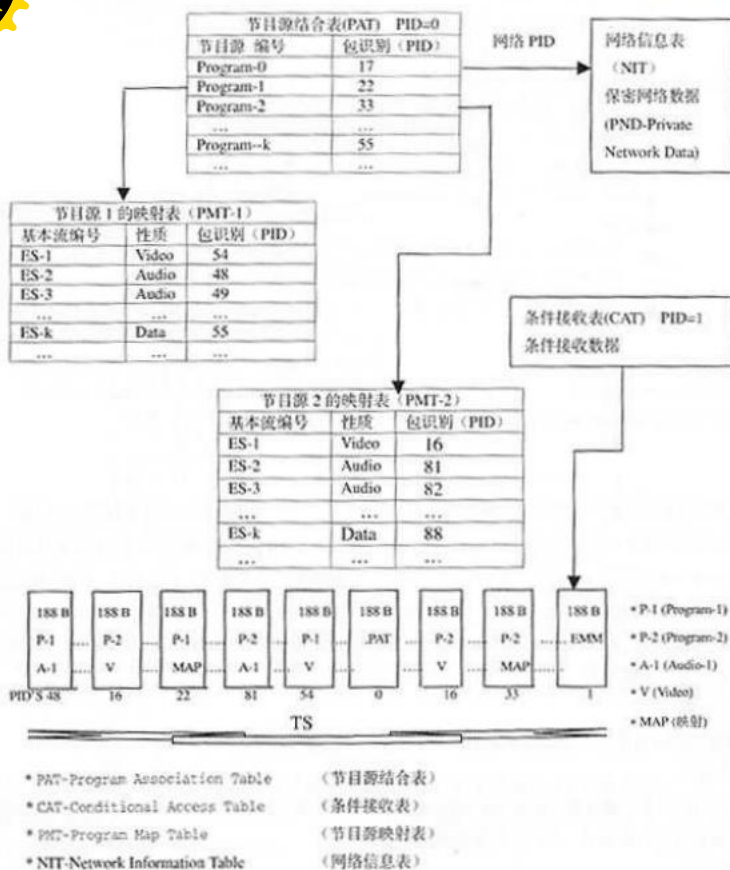 节目源结合表(PAT) PID=0
节目源 编号 包识别（PID）
Program-0 17
Program-1 22
Program-2 33
... ...
Program--k 55
... ...
网络 PID
网络信息表
（NIT）
保密网络数据
(PND-Private
Network Data)
节目源 1 的映射表（PMT-1）
基本流编号 性质 包识别（PID）
ES-1 Video 54
ES-2 Audio 48
ES-3 Audio 49
... ... ...
ES-k Data 55
... ... ...
条件接收表(CAT) PID=1
条件接收数据
节目源 2 的映射表（PMT-2）
基本流编号 性质 包识别（PID）
ES-1 Video 16
ES-2 Audio 81
ES-3 Audio 82
... ... ...
ES-k Data 88
... ... ...
188 B 188 B 188 B 188 B 188 B 188 B 188 B 188 B 188 B
P-1 P-2 P-1 P-2 P-1 .PAT P-2 P-2 EMM
A-1 V MAP A-1 V V MAP
PID'S 48 16 22 81 54 0 16 33 1
* P-1 (Program-1)
* P-2 (Program-2)
* A-1 (Audio-1)
* V (Video)
* MAP (映射)
TS
* PAT-Program Association Table （节目源结合表）
* CAT-Conditional Access Table （条件接收表）
* PMT-Program Map Table （节目源映射表）
* NIT-Network Information Table （网络信息表）